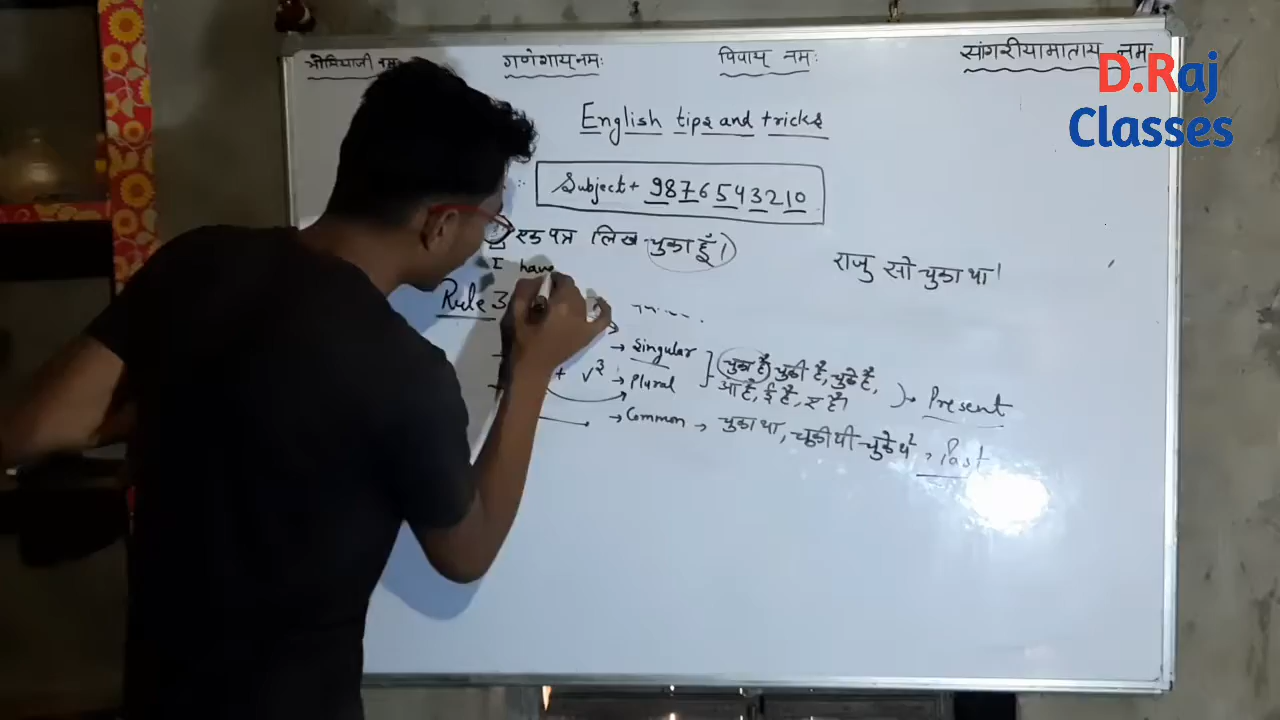 गणेगाय् नमः
पिपाय् नमः
सांगरीयामाताय् नमः
D.Raj
Classes
English tips and tricks
Subject + 9876543210
एक पत्र लिख चुका हूँ।
राजु सो चुका था।
I have
Rule 3
→ Singular
चुका है, चुकी है, चुके हैं,
+ V³ → Plural
आ है, ई है, ए है।
→ Present
→ Common → चुका था, चुकी थी चुके थे, Past